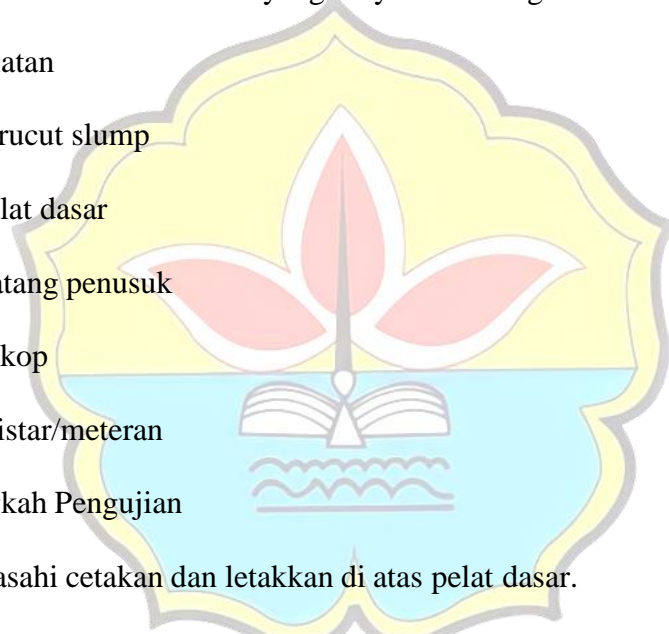 atan
rucut slump
lat dasar
atang penusuk
kop
istar/meteran
kah Pengujian
asahi cetakan dan letakkan di atas pelat dasar.